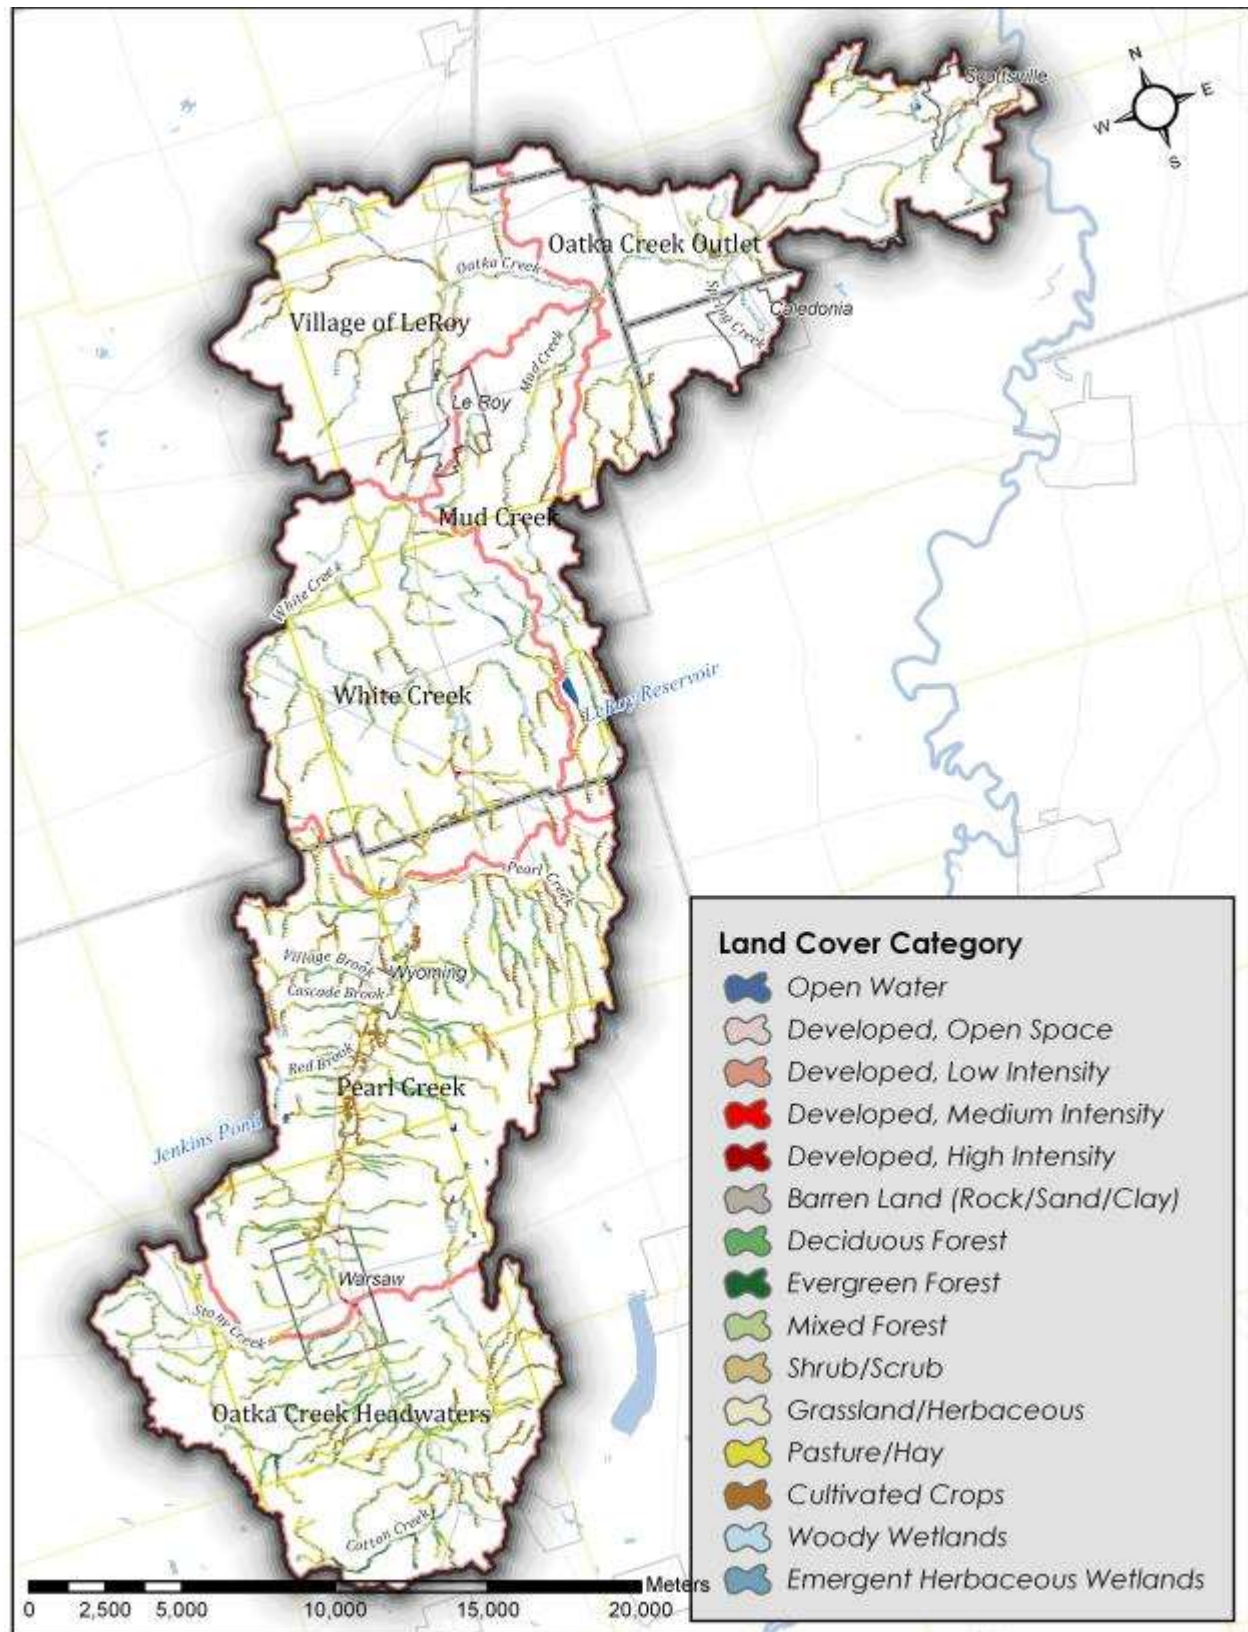 N
E
W
S
Scottsville
Oatka Creek Outlet
Oatka Creek
Spring Creek
Caledonia
Village of LeRoy
Mud Creek
Le Roy
Mud Creek
White Creek
White Creek
LeRoy Reservoir
Pearl Creek
Village Brook
Wyoming
Cascade Brook
Red Brook
Pearl Creek
Jenkins Pond
Warsaw
Stony Creek
Oatka Creek Headwaters
Cotton Creek
Land Cover Category
Open Water
Developed, Open Space
Developed, Low Intensity
Developed, Medium Intensity
Developed, High Intensity
Barren Land (Rock/Sand/Clay)
Deciduous Forest
Evergreen Forest
Mixed Forest
Shrub/Scrub
Grassland/Herbaceous
Pasture/Hay
Cultivated Crops
Woody Wetlands
Emergent Herbaceous Wetlands
Meters
0 2,500 5,000 10,000 15,000 20,000